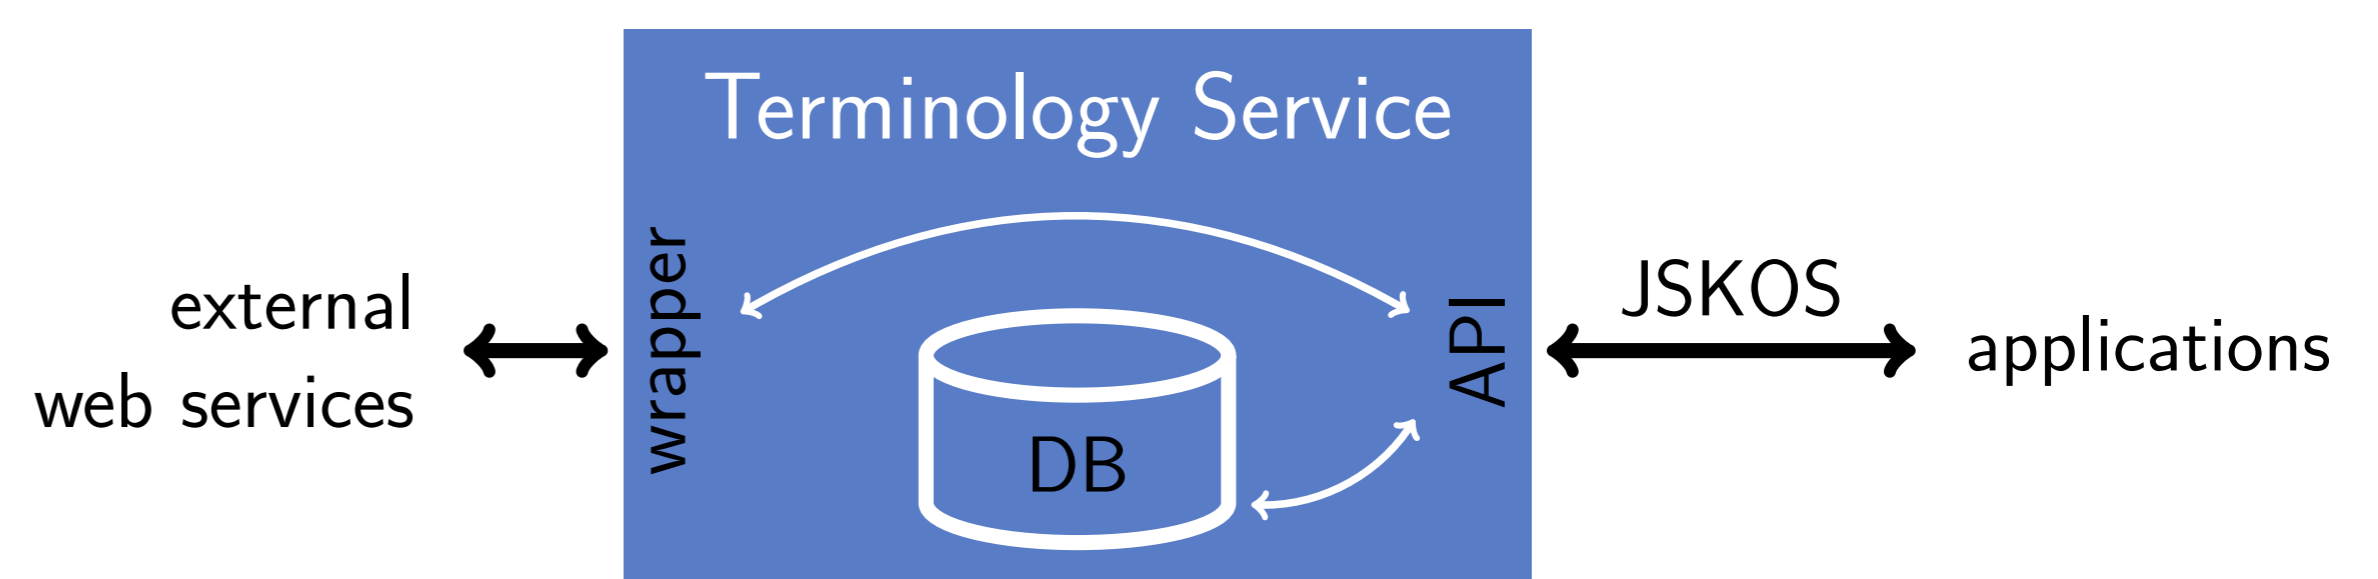 Terminology Service
external
web services
wrapper
DB
API
JSKOS
applications